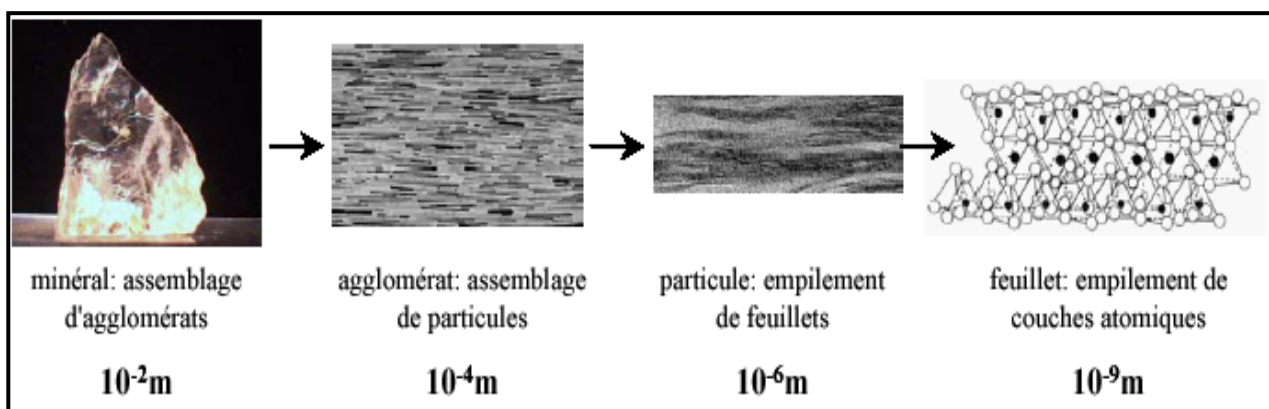 minéral: assemblage
d'agglomérats
10⁻²m
agglomérat: assemblage
de particules
10⁻⁴m
particule: empilement
de feuillets
10⁻⁶m
feuillet: empilement de
couches atomiques
10⁻⁹m